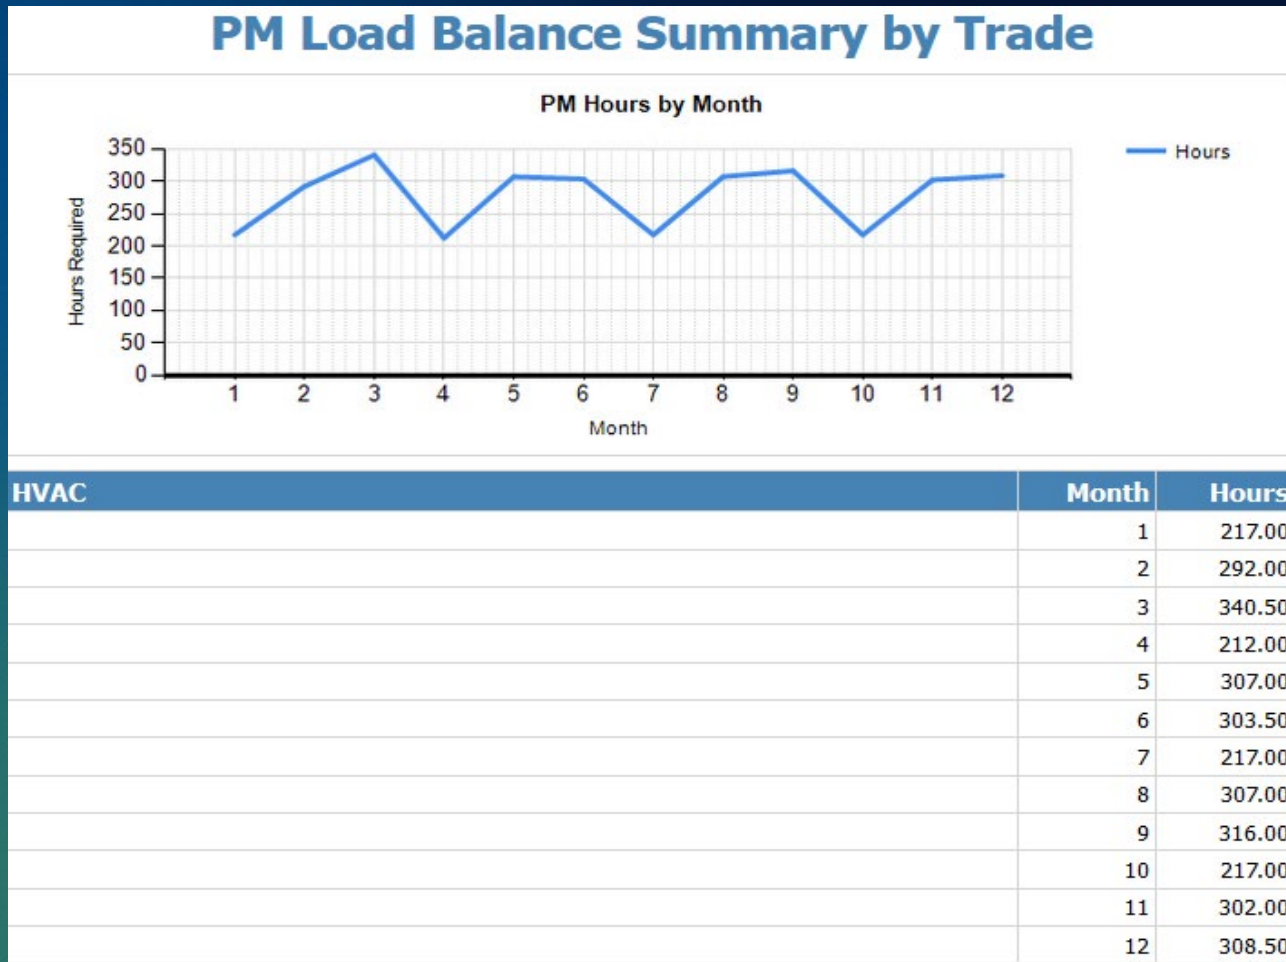 PM Load Balance Summary by Trade
PM Hours by Month
350
300
250
200
150
100
50
0
Hours Required
1 2 3 4 5 6 7 8 9 10 11 12
Month
Hours
HVAC Month Hours
1 217.00
2 292.00
3 340.50
4 212.00
5 307.00
6 303.50
7 217.00
8 307.00
9 316.00
10 217.00
11 302.00
12 308.50